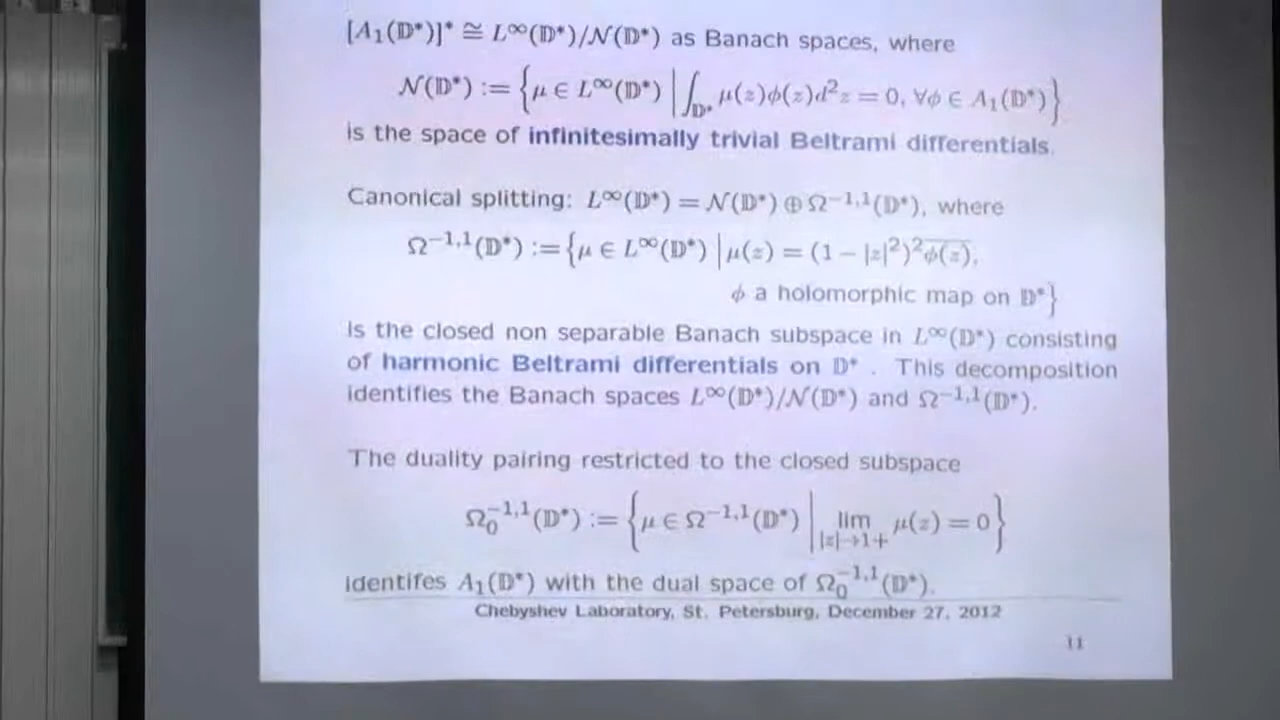 [A₁(𝔻*)]* ≅ L^∞(𝔻*)/𝒩(𝔻*) as Banach spaces, where
𝒩(𝔻*) := {μ ∈ L^∞(𝔻*) | ∫_𝔻* μ(z)φ(z)d²z = 0, ∀φ ∈ A₁(𝔻*)}
is the space of infinitesimally trivial Beltrami differentials.
Canonical splitting: L^∞(𝔻*) = 𝒩(𝔻*) ⊕ Ω^{-1,1}(𝔻*), where
Ω^{-1,1}(𝔻*) := {μ ∈ L^∞(𝔻*) | μ(z) = (1 − |z|²)²\overline{φ(z)},
φ a holomorphic map on 𝔻*}
is the closed non separable Banach subspace in L^∞(𝔻*) consisting
of harmonic Beltrami differentials on 𝔻* . This decomposition
identifies the Banach spaces L^∞(𝔻*)/𝒩(𝔻*) and Ω^{-1,1}(𝔻*).
The duality pairing restricted to the closed subspace
Ω₀^{-1,1}(𝔻*) := {μ ∈ Ω^{-1,1}(𝔻*) | lim_{|z|→1+} μ(z) = 0}
identifes A₁(𝔻*) with the dual space of Ω₀^{-1,1}(𝔻*).
Chebyshev Laboratory, St. Petersburg, December 27, 2012
11